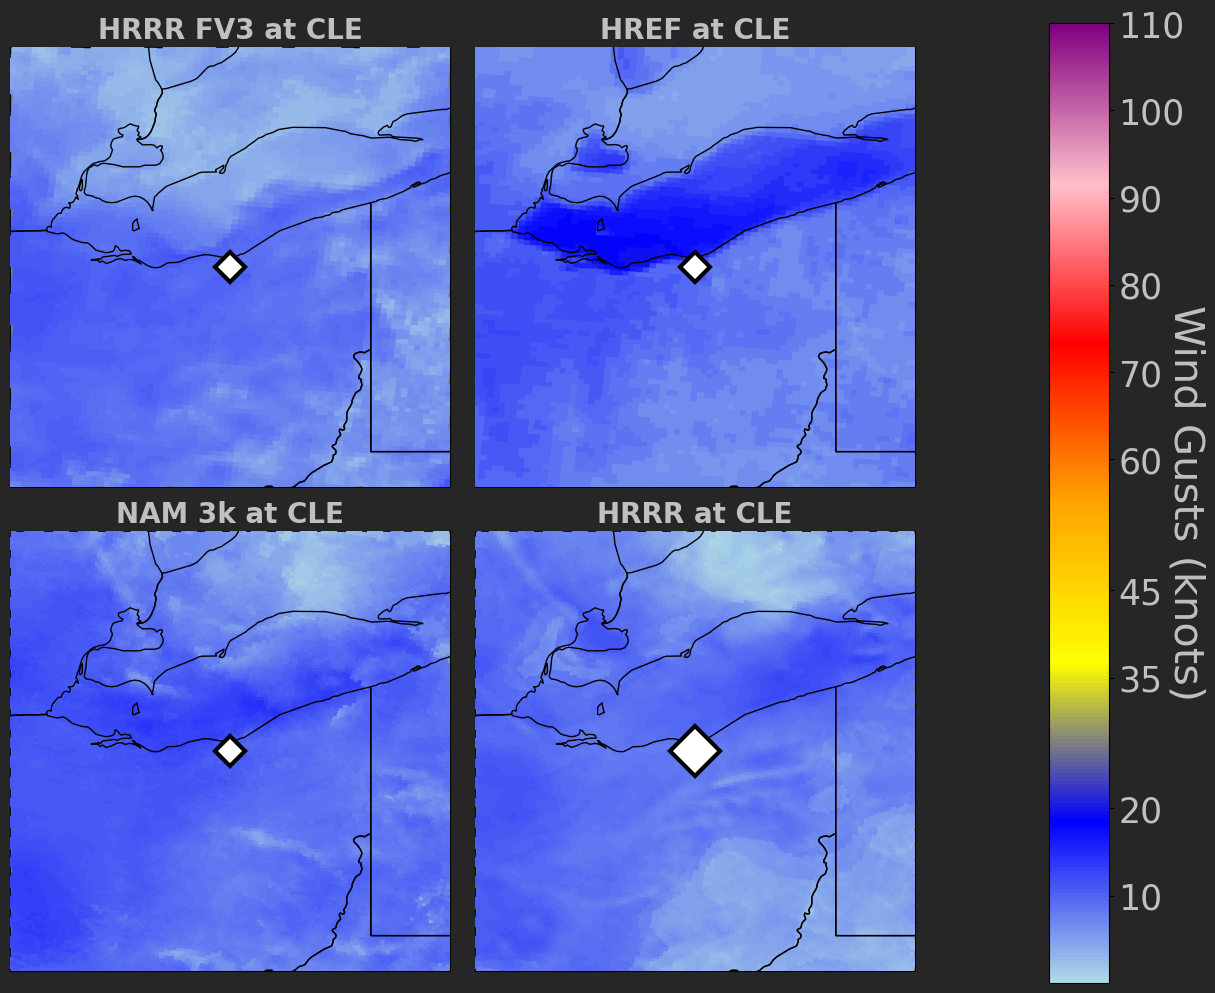 HRRR FV3 at CLE
HREF at CLE
NAM 3k at CLE
HRRR at CLE
110
100
90
80
70
60
45
35
20
10
Wind Gusts (knots)